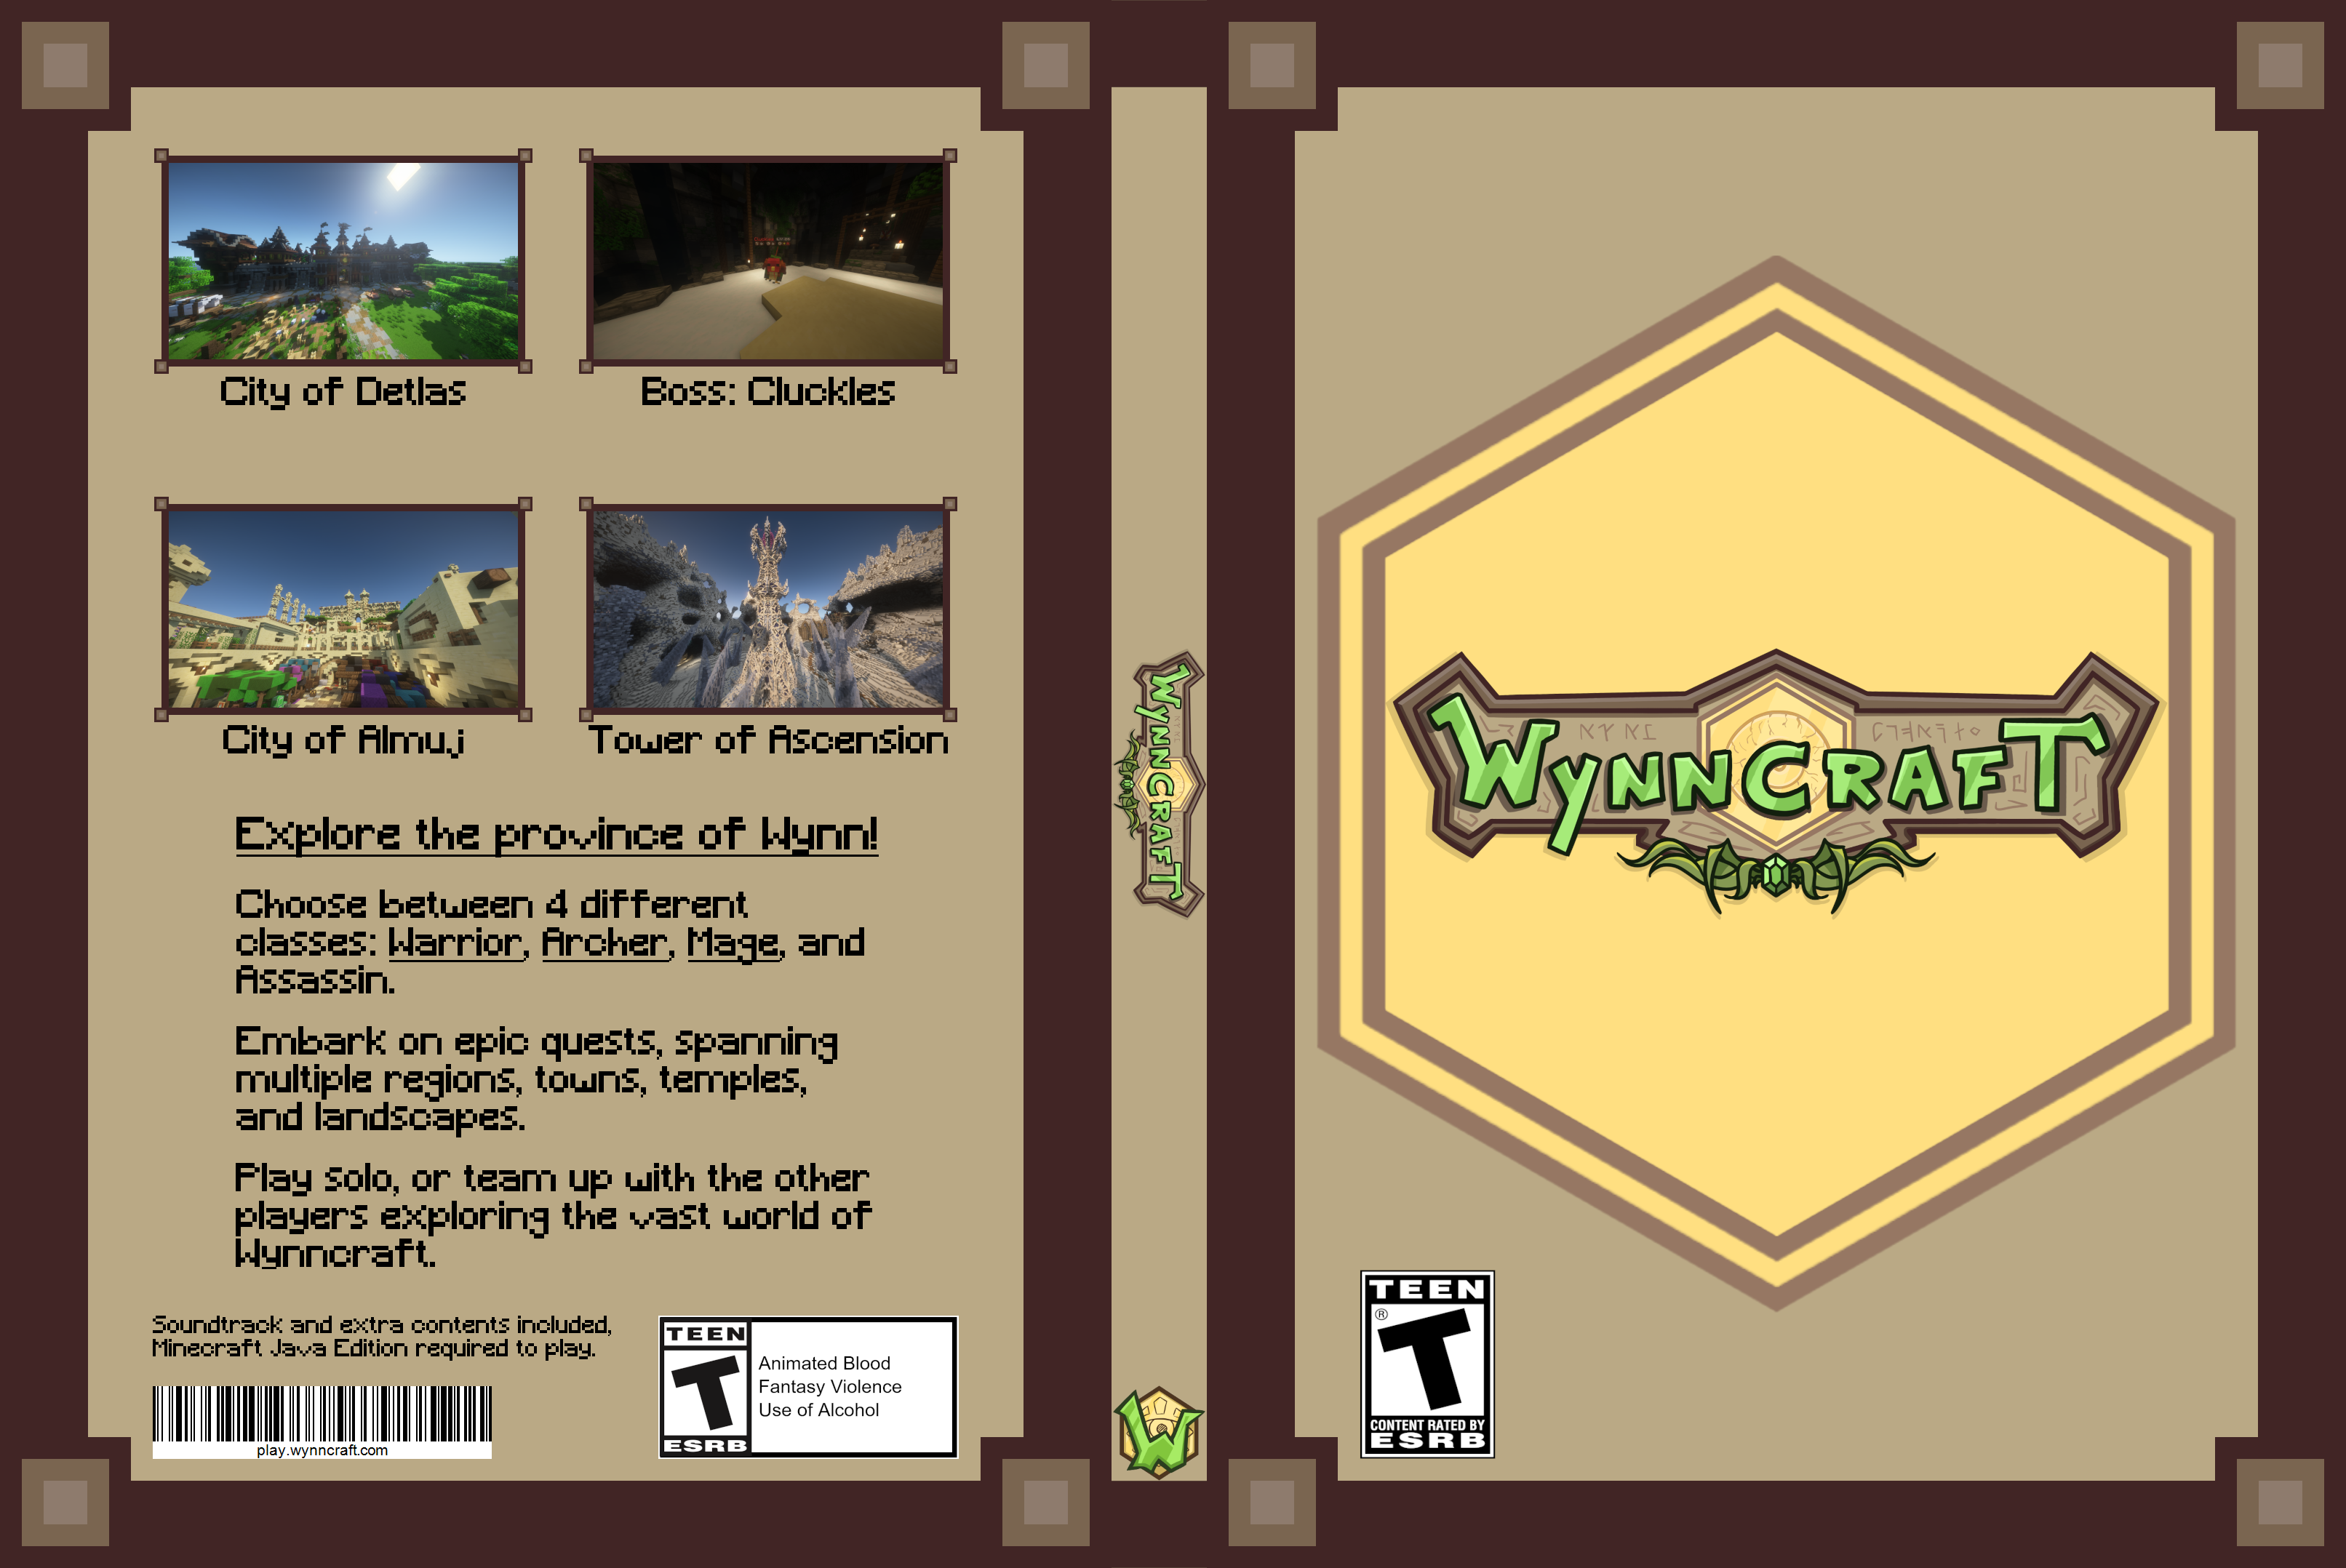 City of Detlas
Boss: Cluckles
City of Almuj
Tower of Ascension
Explore the province of Wynn!
Choose between 4 different
classes: Warrior, Archer, Mage, and
Assassin.
Embark on epic quests, spanning
multiple regions, towns, temples,
and landscapes.
Play solo, or team up with the other
players exploring the vast world of
Wynncraft.
Soundtrack and extra contents included,
Minecraft Java Edition required to play.
play.wynncraft.com
TEEN
T
ESRB
Animated Blood
Fantasy Violence
Use of Alcohol
WYNNCRAFT
W
WYNNCRAFT
TEEN
®
T
CONTENT RATED BY
ESRB